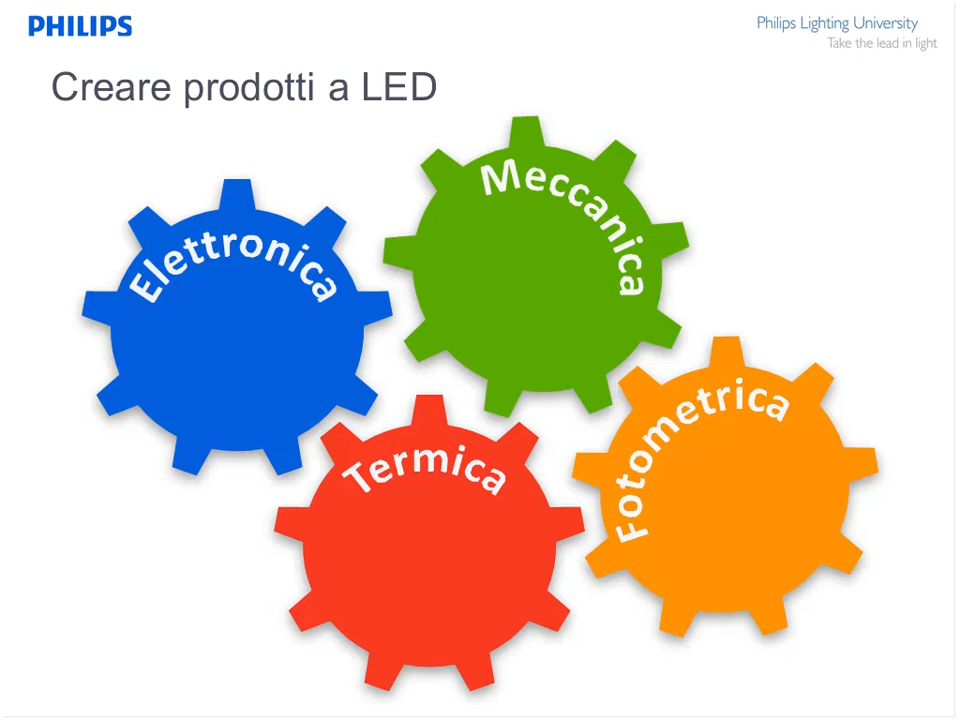 PHILIPS
Philips Lighting University
Take the lead in light
Creare prodotti a LED
Meccanica
Elettronica
Fotometrica
Termica